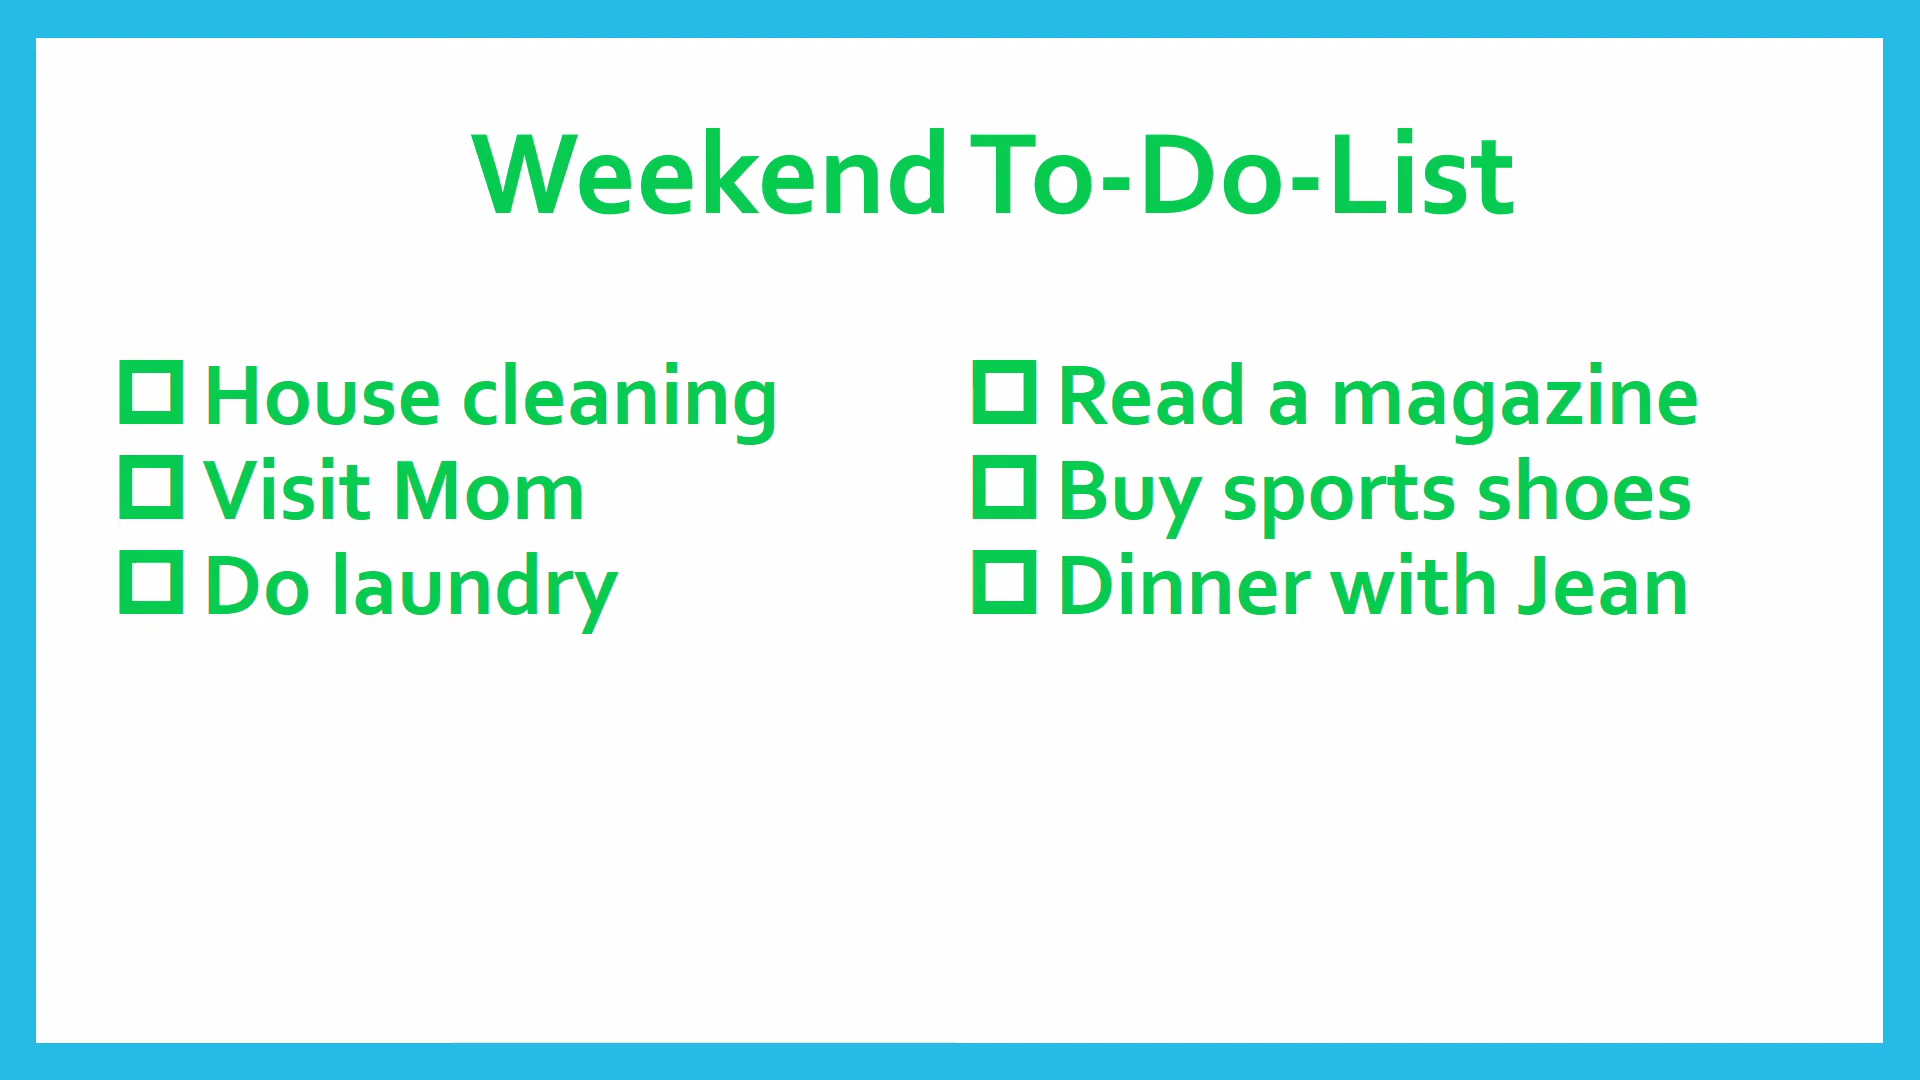 Weekend To-Do-List
House cleaning
Visit Mom
Do laundry
Read a magazine
Buy sports shoes
Dinner with Jean